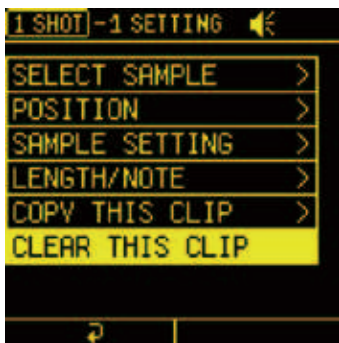 1 SHOT -1 SETTING
SELECT SAMPLE >
POSITION >
SAMPLE SETTING >
LENGTH/NOTE >
COPY THIS CLIP >
CLEAR THIS CLIP